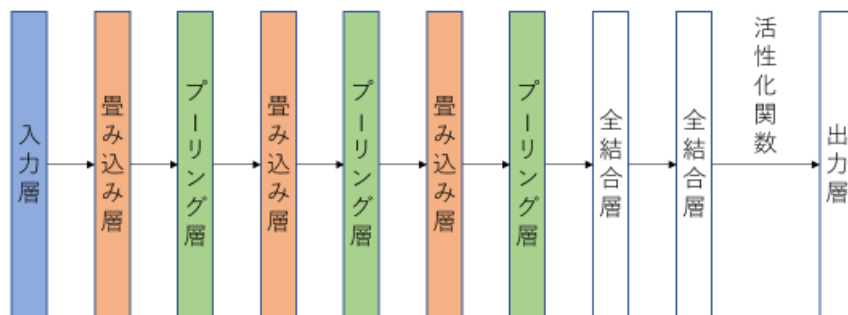 入力層
畳み込み層
プーリング層
畳み込み層
プーリング層
畳み込み層
プーリング層
全結合層
全結合層
活性化関数
出力層